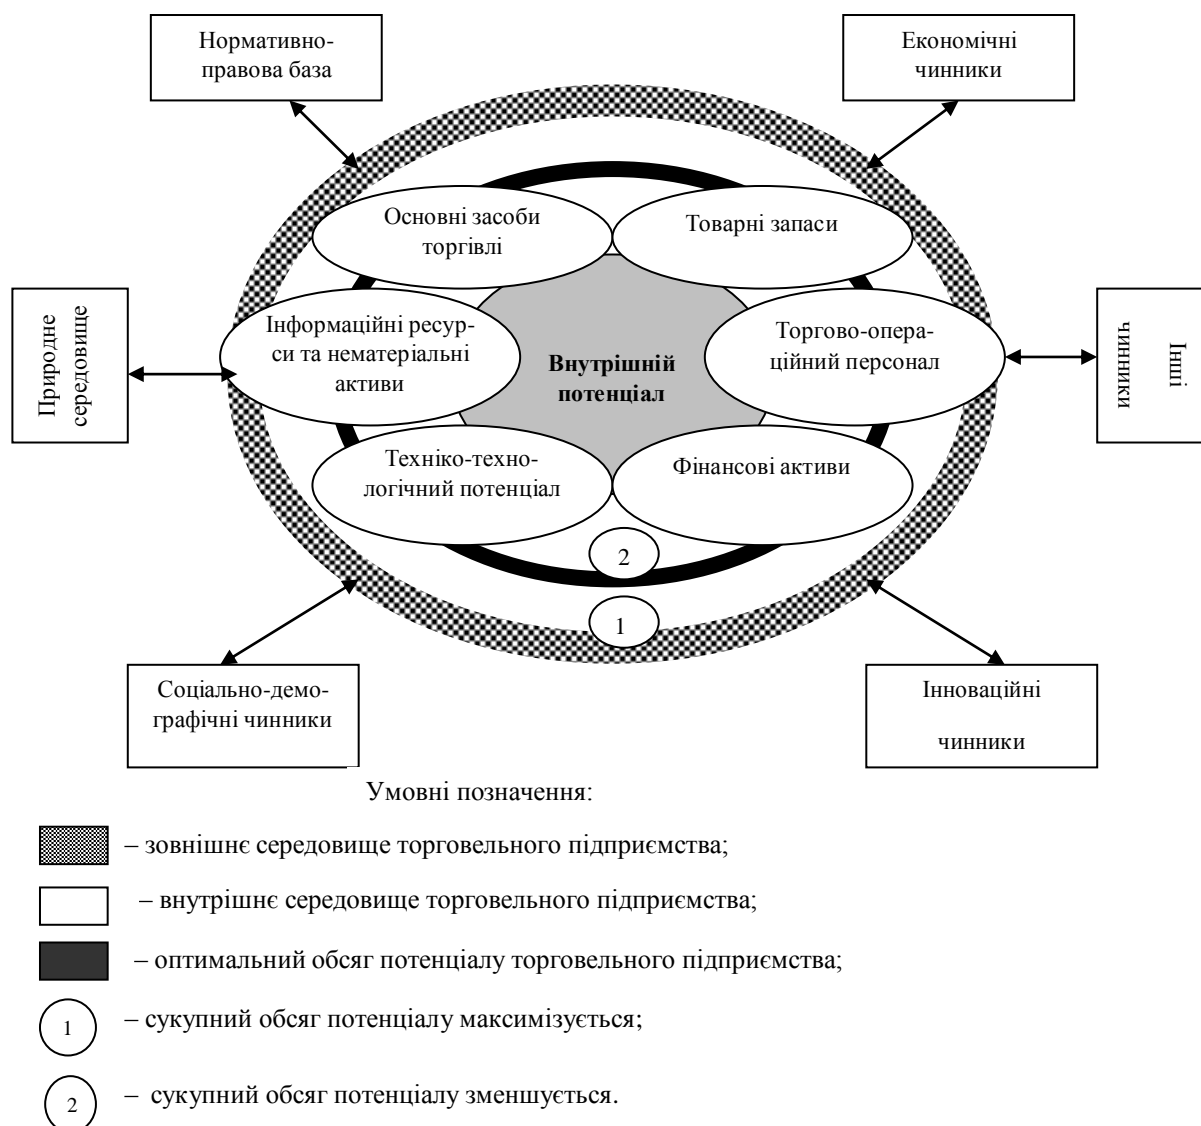 Нормативно-
правова база
Економічні
чинники
Основні засоби
торгівлі
Товарні запаси
Природне
середовище
Інформаційні ресур-
си та нематеріальні
активи
Внутрішній
потенціал
Торгово-опера-
ційний персонал
Інші
чинники
Техніко-техно-
логічний потенціал
Фінансові активи
2
1
Соціально-демо-
графічні чинники
Інноваційні
чинники
Умовні позначення:
– зовнішнє середовище торговельного підприємства;
– внутрішнє середовище торговельного підприємства;
– оптимальний обсяг потенціалу торговельного підприємства;
1 – сукупний обсяг потенціалу максимізується;
2 – сукупний обсяг потенціалу зменшується.